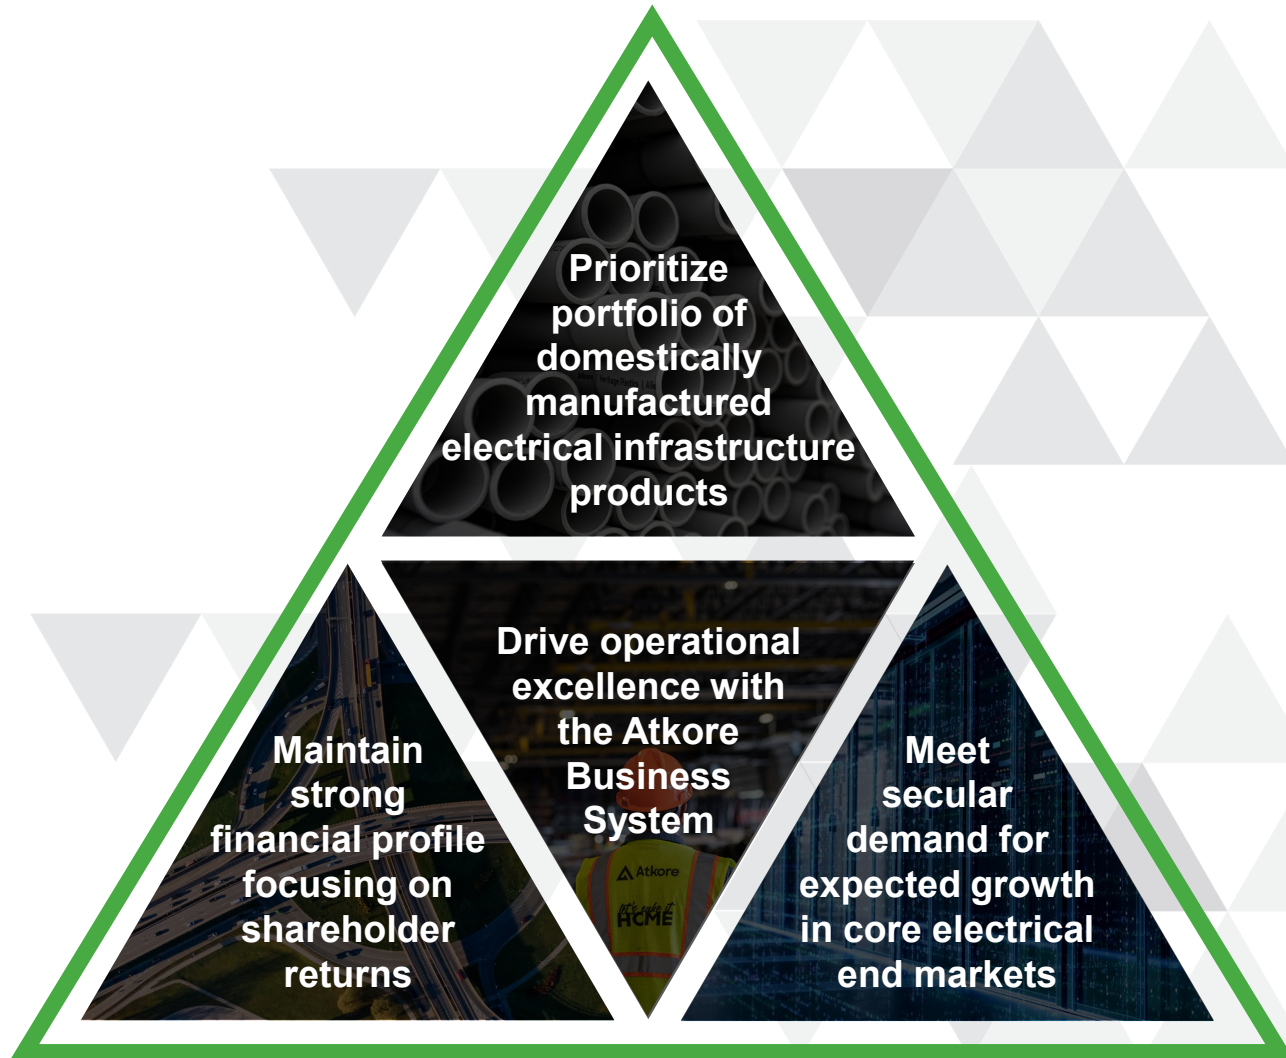 Prioritize
portfolio of
domestically
manufactured
electrical infrastructure
products
Drive operational
excellence with
the Atkore
Business
System
Atkore
Maintain
strong
financial profile
focusing on
shareholder
returns
Meet
secular
demand for
expected growth
in core electrical
end markets